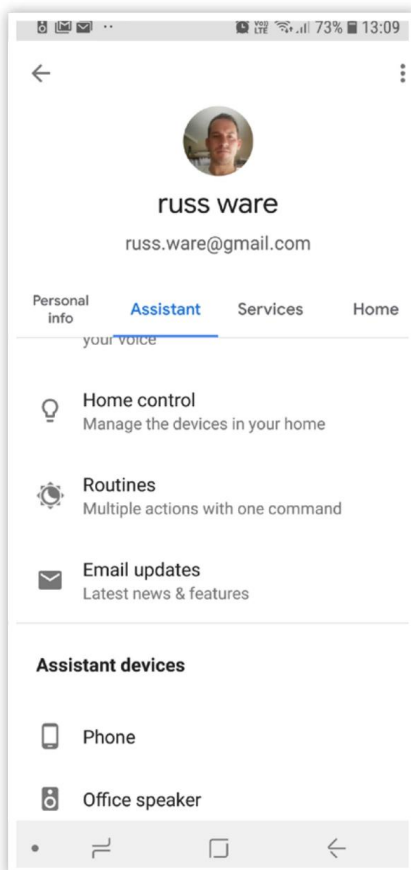 VoD LTE 73% 13:09
russ ware
russ.ware@gmail.com
Personal info Assistant Services Home
your voice
Home control
Manage the devices in your home
Routines
Multiple actions with one command
Email updates
Latest news & features
Assistant devices
Phone
Office speaker